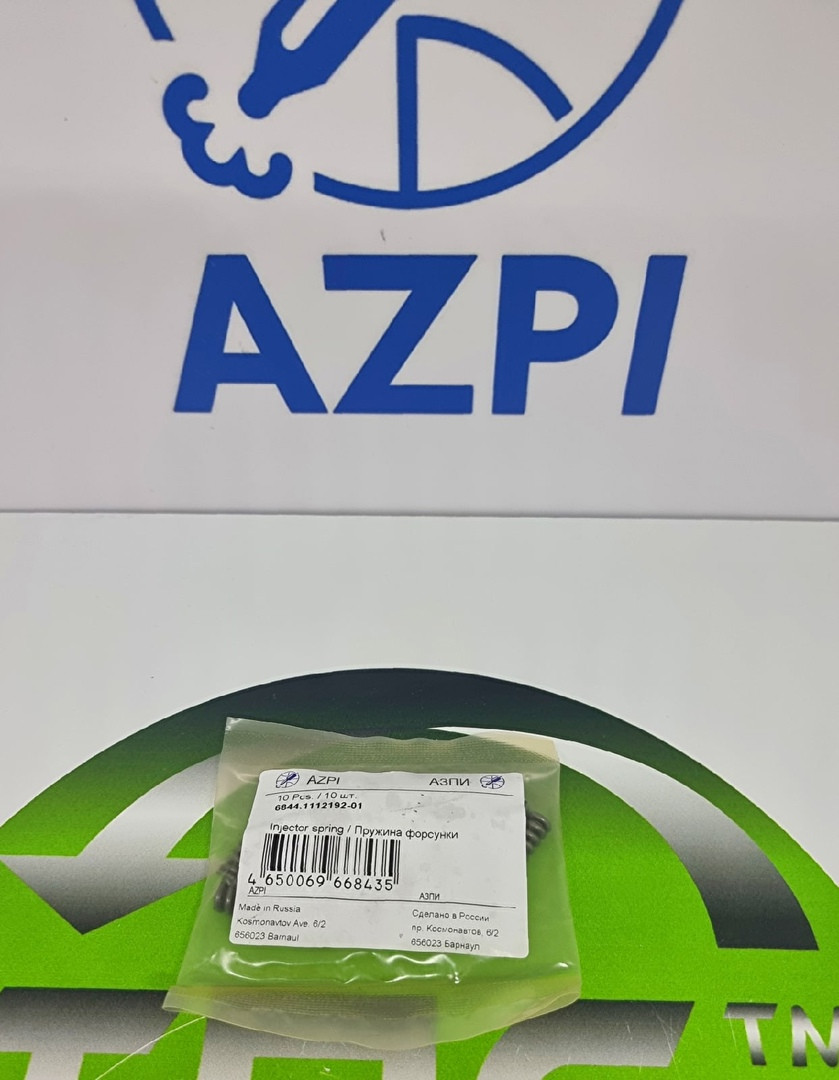 AZPI
AZPI АЗПИ
10 Pcs. / 10 шт.
6844.1112192-01
Injector spring / Пружина форсунки
4 650069 668435
AZPI АЗПИ
Made in Russia Сделано в России
Kosmonavtov Ave. 6/2 пр. Космонавтов, 6/2
656023 Barnaul 656023 Барнаул
TM